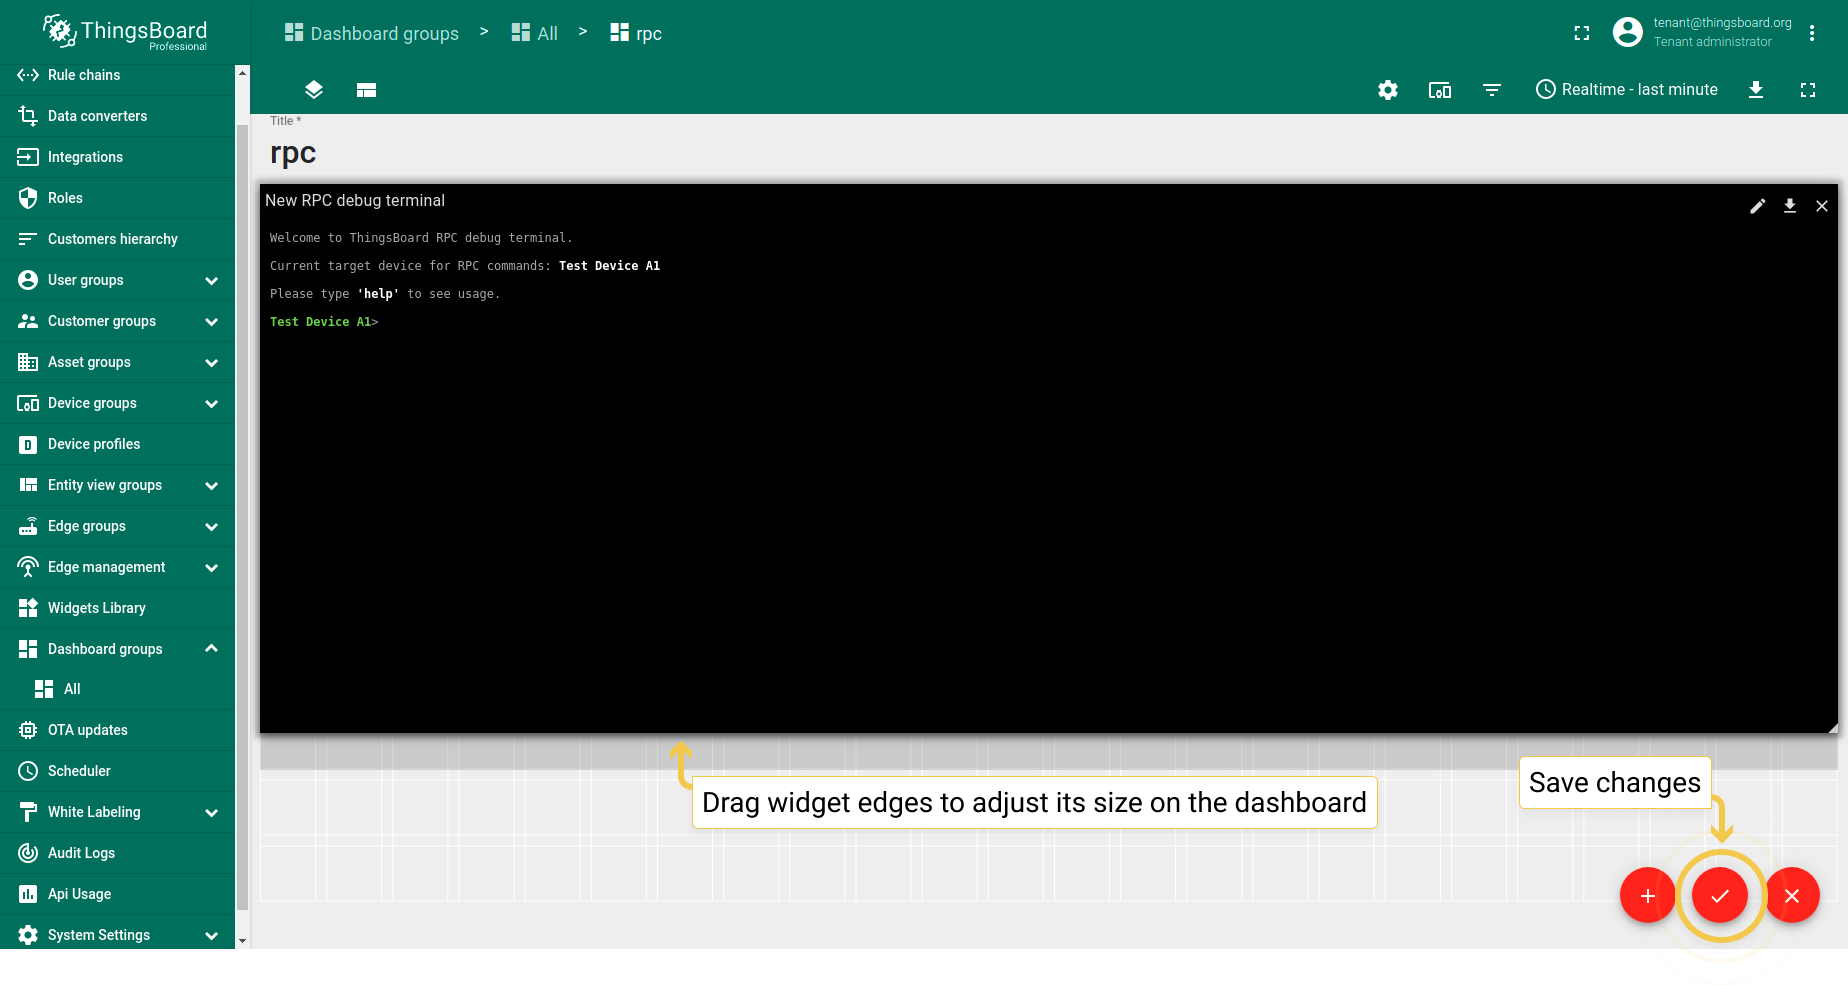 ThingsBoard
Professional
Dashboard groups > All > rpc
tenant@thingsboard.org
Tenant administrator
Realtime - last minute
Rule chains
Data converters
Integrations
Roles
Customers hierarchy
User groups
Customer groups
Asset groups
Device groups
Device profiles
Entity view groups
Edge groups
Edge management
Widgets Library
Dashboard groups
All
OTA updates
Scheduler
White Labeling
Audit Logs
Api Usage
System Settings
Title *
rpc
New RPC debug terminal
Welcome to ThingsBoard RPC debug terminal.
Current target device for RPC commands: Test Device A1
Please type 'help' to see usage.
Test Device A1>
Drag widget edges to adjust its size on the dashboard
Save changes